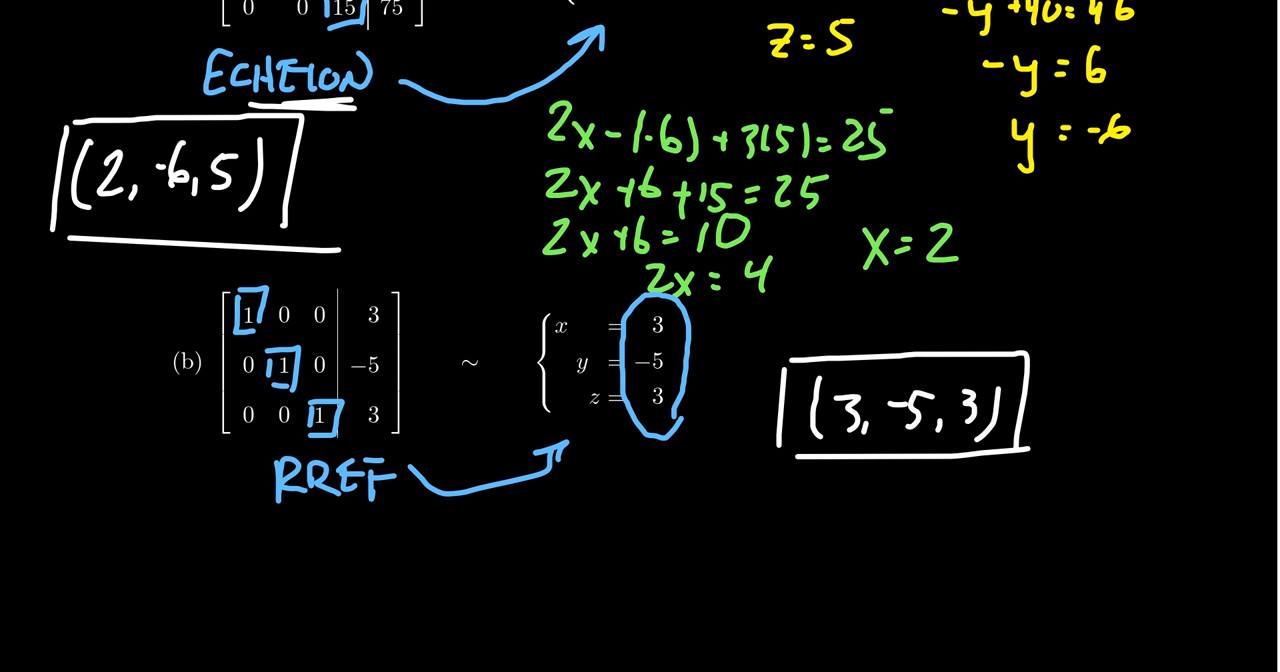 0 0 15 75
-y +40=46
z=5
ECHELON
-y = 6
y = -6
2x-(-6)+3(5)=25
(2,-6,5)
2x+6+15=25
2x+6=10
x=2
2x=4
1 0 0 3
(b) 0 1 0 −5 ∼
0 0 1 3
x = 3
y = −5
z = 3
(3,-5,3)
RREF